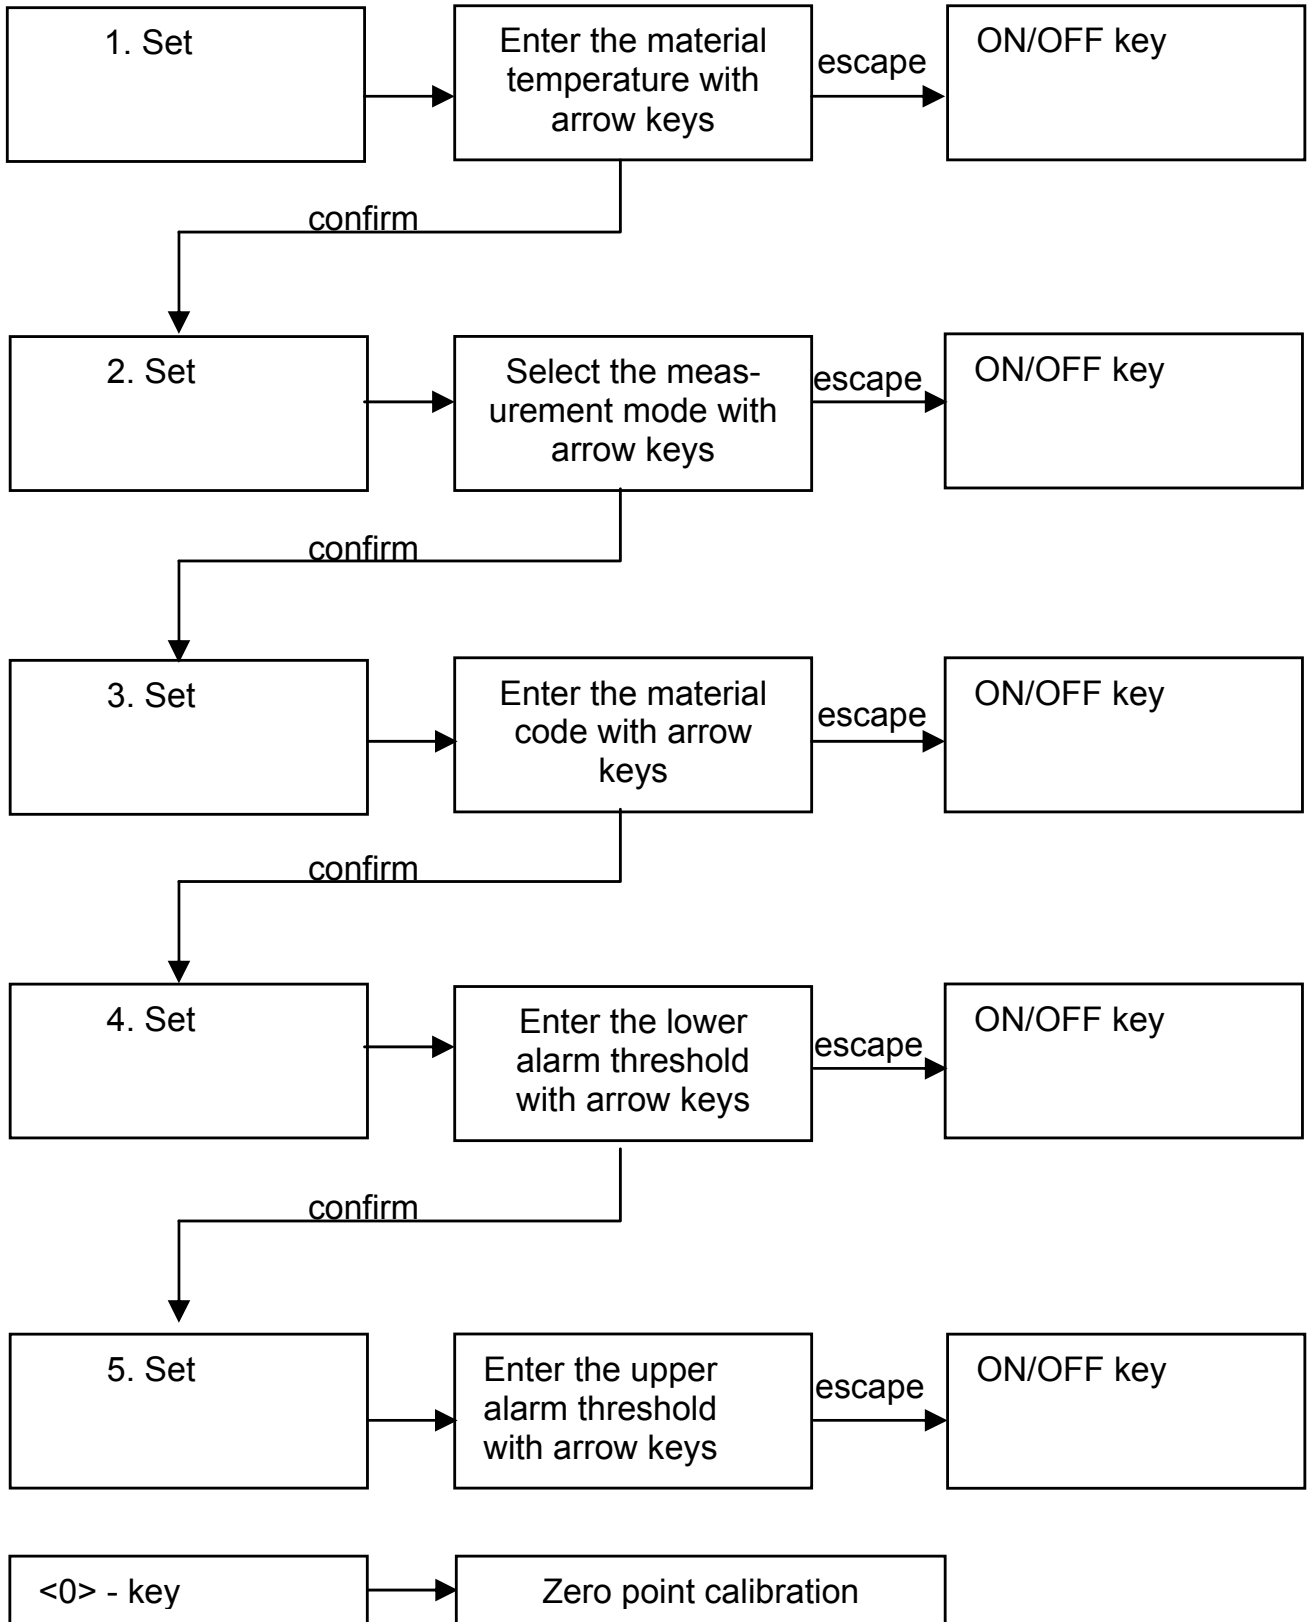 1. Set
Enter the material
temperature with
arrow keys
escape
ON/OFF key
confirm
2. Set
Select the meas-
urement mode with
arrow keys
escape
ON/OFF key
confirm
3. Set
Enter the material
code with arrow
keys
escape
ON/OFF key
confirm
4. Set
Enter the lower
alarm threshold
with arrow keys
escape
ON/OFF key
confirm
5. Set
Enter the upper
alarm threshold
with arrow keys
escape
ON/OFF key
<0> - key
Zero point calibration